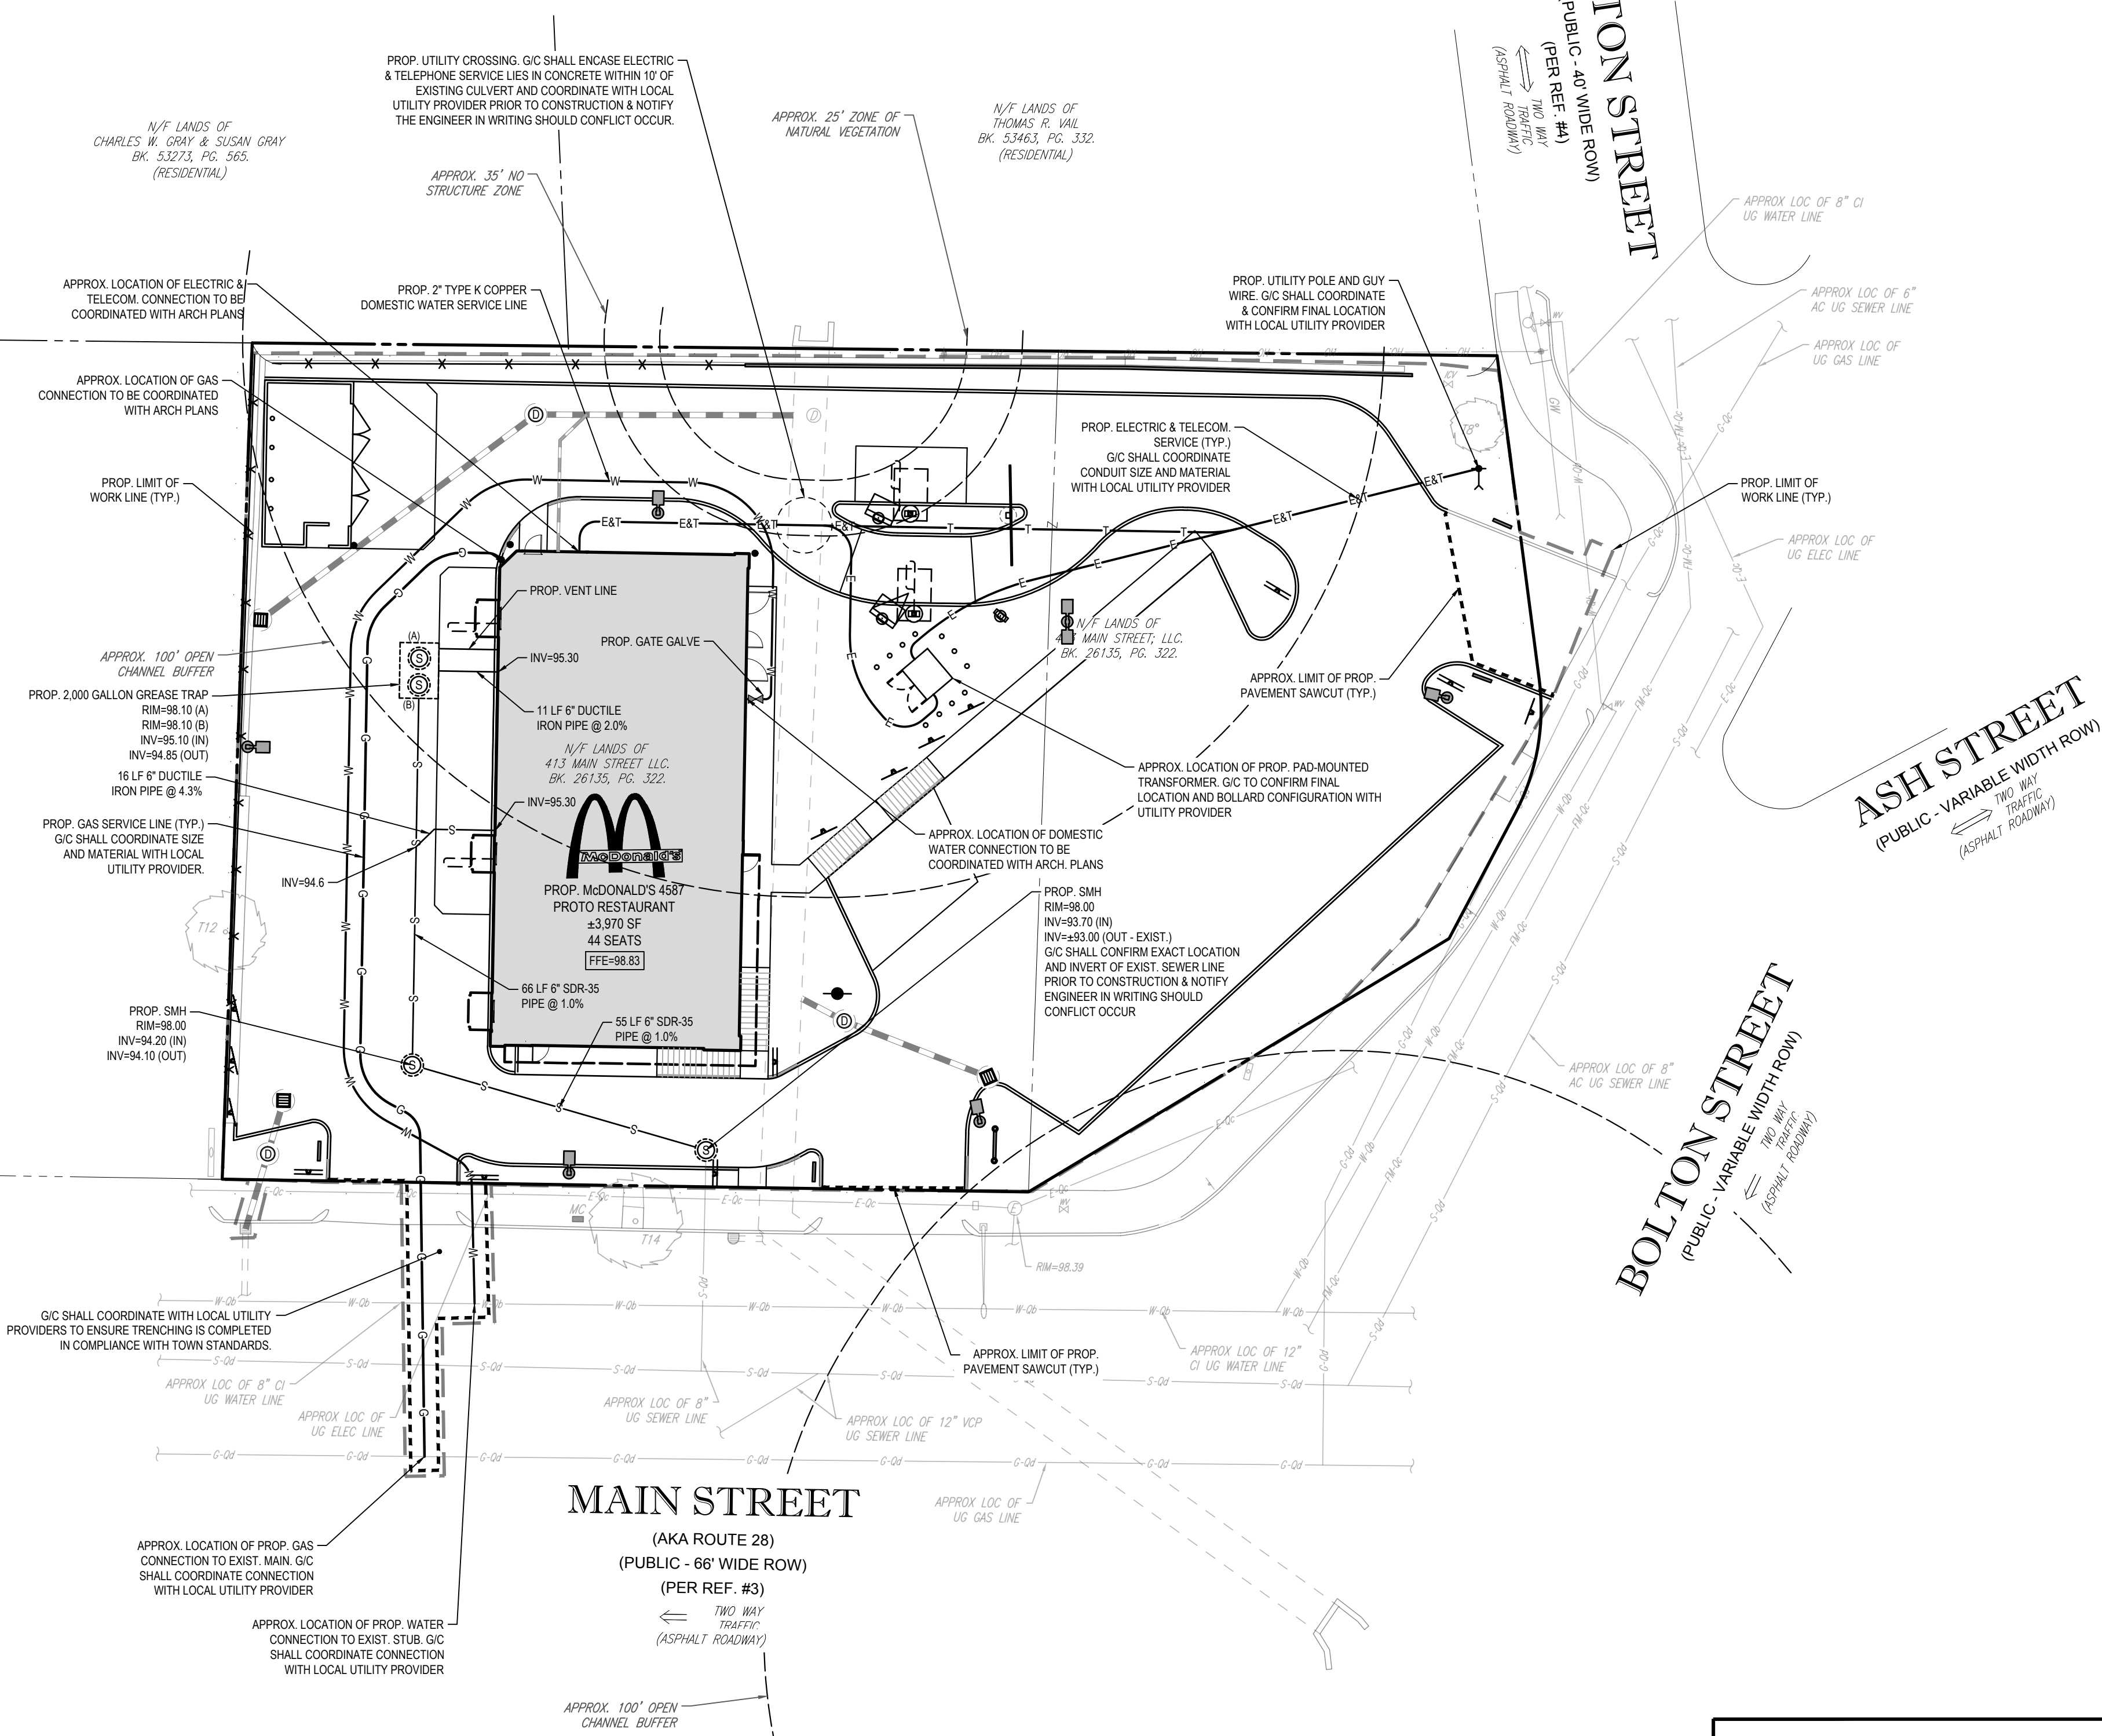 TON STREET
(PUBLIC - 40' WIDE ROW)
(PER REF. #4)
TWO WAY
TRAFFIC
(ASPHALT ROADWAY)
PROP. UTILITY CROSSING. G/C SHALL ENCASE ELECTRIC
& TELEPHONE SERVICE LIES IN CONCRETE WITHIN 10' OF
EXISTING CULVERT AND COORDINATE WITH LOCAL
UTILITY PROVIDER PRIOR TO CONSTRUCTION & NOTIFY
THE ENGINEER IN WRITING SHOULD CONFLICT OCCUR.
N/F LANDS OF
CHARLES W. GRAY & SUSAN GRAY
BK. 53273, PG. 565.
(RESIDENTIAL)
APPROX. 25' ZONE OF
NATURAL VEGETATION
N/F LANDS OF
THOMAS R. VAIL
BK. 53463, PG. 332.
(RESIDENTIAL)
APPROX. 35' NO
STRUCTURE ZONE
APPROX LOC OF 8" CI
UG WATER LINE
APPROX. LOCATION OF ELECTRIC &
TELECOM. CONNECTION TO BE
COORDINATED WITH ARCH PLANS
PROP. 2" TYPE K COPPER
DOMESTIC WATER SERVICE LINE
PROP. UTILITY POLE AND GUY
WIRE. G/C SHALL COORDINATE
& CONFIRM FINAL LOCATION
WITH LOCAL UTILITY PROVIDER
APPROX LOC OF 6"
AC UG SEWER LINE
APPROX LOC OF
UG GAS LINE
APPROX. LOCATION OF GAS
CONNECTION TO BE COORDINATED
WITH ARCH PLANS
PROP. ELECTRIC & TELECOM.
SERVICE (TYP.)
G/C SHALL COORDINATE
CONDUIT SIZE AND MATERIAL
WITH LOCAL UTILITY PROVIDER
PROP. LIMIT OF
WORK LINE (TYP.)
PROP. LIMIT OF
WORK LINE (TYP.)
APPROX LOC OF
UG ELEC LINE
PROP. VENT LINE
PROP. GATE GALVE
INV=95.30
N/F LANDS OF
MAIN STREET; LLC.
BK. 26135, PG. 322.
APPROX. 100' OPEN
CHANNEL BUFFER
(A)
(B)
PROP. 2,000 GALLON GREASE TRAP
RIM=98.10 (A)
RIM=98.10 (B)
INV=95.10 (IN)
INV=94.85 (OUT)
16 LF 6" DUCTILE
IRON PIPE @ 4.3%
APPROX. LIMIT OF PROP.
PAVEMENT SAWCUT (TYP.)
11 LF 6" DUCTILE
IRON PIPE @ 2.0%
N/F LANDS OF
413 MAIN STREET LLC.
BK. 26135, PG. 322.
INV=95.30
McDonald's
PROP. McDONALD'S 4587
PROTO RESTAURANT
±3,970 SF
44 SEATS
FFE=98.83
APPROX. LOCATION OF PROP. PAD-MOUNTED
TRANSFORMER. G/C TO CONFIRM FINAL
LOCATION AND BOLLARD CONFIGURATION WITH
UTILITY PROVIDER
APPROX. LOCATION OF DOMESTIC
WATER CONNECTION TO BE
COORDINATED WITH ARCH. PLANS
ASH STREET
(PUBLIC - VARIABLE WIDTH ROW)
TWO WAY
TRAFFIC
(ASPHALT ROADWAY)
PROP. GAS SERVICE LINE (TYP.)
G/C SHALL COORDINATE SIZE
AND MATERIAL WITH LOCAL
UTILITY PROVIDER.
INV=94.6
T12
T8"
PROP. SMH
RIM=98.00
INV=93.70 (IN)
INV=±93.00 (OUT - EXIST.)
G/C SHALL CONFIRM EXACT LOCATION
AND INVERT OF EXIST. SEWER LINE
PRIOR TO CONSTRUCTION & NOTIFY
ENGINEER IN WRITING SHOULD
CONFLICT OCCUR
66 LF 6" SDR-35
PIPE @ 1.0%
55 LF 6" SDR-35
PIPE @ 1.0%
PROP. SMH
RIM=98.00
INV=94.20 (IN)
INV=94.10 (OUT)
APPROX LOC OF 8"
AC UG SEWER LINE
BOLTON STREET
(PUBLIC - VARIABLE WIDTH ROW)
TWO WAY
TRAFFIC
(ASPHALT ROADWAY)
MC
T14
RIM=98.39
G/C SHALL COORDINATE WITH LOCAL UTILITY
PROVIDERS TO ENSURE TRENCHING IS COMPLETED
IN COMPLIANCE WITH TOWN STANDARDS.
APPROX LOC OF 8" CI
UG WATER LINE
APPROX LOC OF
UG ELEC LINE
APPROX LOC OF 8"
UG SEWER LINE
APPROX LOC OF 12" VCP
UG SEWER LINE
APPROX. LIMIT OF PROP.
PAVEMENT SAWCUT (TYP.)
APPROX LOC OF 12"
CI UG WATER LINE
APPROX LOC OF
UG GAS LINE
MAIN STREET
(AKA ROUTE 28)
(PUBLIC - 66' WIDE ROW)
(PER REF. #3)
TWO WAY
TRAFFIC
(ASPHALT ROADWAY)
APPROX. LOCATION OF PROP. GAS
CONNECTION TO EXIST. MAIN. G/C
SHALL COORDINATE CONNECTION
WITH LOCAL UTILITY PROVIDER
APPROX. LOCATION OF PROP. WATER
CONNECTION TO EXIST. STUB. G/C
SHALL COORDINATE CONNECTION
WITH LOCAL UTILITY PROVIDER
APPROX. 100' OPEN
CHANNEL BUFFER